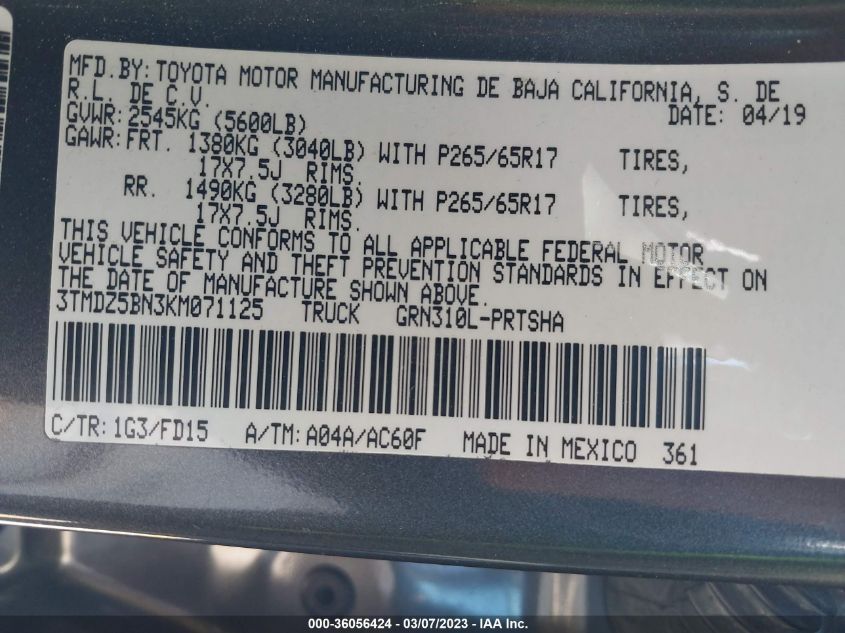 MFD.BY: TOYOTA MOTOR MANUFACTURING DE BAJA CALIFORNIA, S. DE
R.L. DE C.V. DATE: 04/19
GVWR: 2545KG (5600LB)
GAWR: FRT. 1380KG (3040LB) WITH P265/65R17 TIRES,
17X7.5J RIMS.
RR. 1490KG (3280LB) WITH P265/65R17 TIRES,
17X7.5J RIMS.
THIS VEHICLE CONFORMS TO ALL APPLICABLE FEDERAL MOTOR
VEHICLE SAFETY AND THEFT PREVENTION STANDARDS IN EFFECT ON
THE DATE OF MANUFACTURE SHOWN ABOVE.
3TMDZ5BN3KM071125 TRUCK GRN310L-PRTSHA
C/TR: 1G3/FD15 A/TM: A04A/AC60F MADE IN MEXICO 361
000-36056424 — 03/07/2023 — IAA Inc.